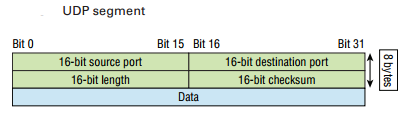 UDP segment
Bit 0 Bit 15 Bit 16 Bit 31
16-bit source port 16-bit destination port
16-bit length 16-bit checksum
8 bytes
Data